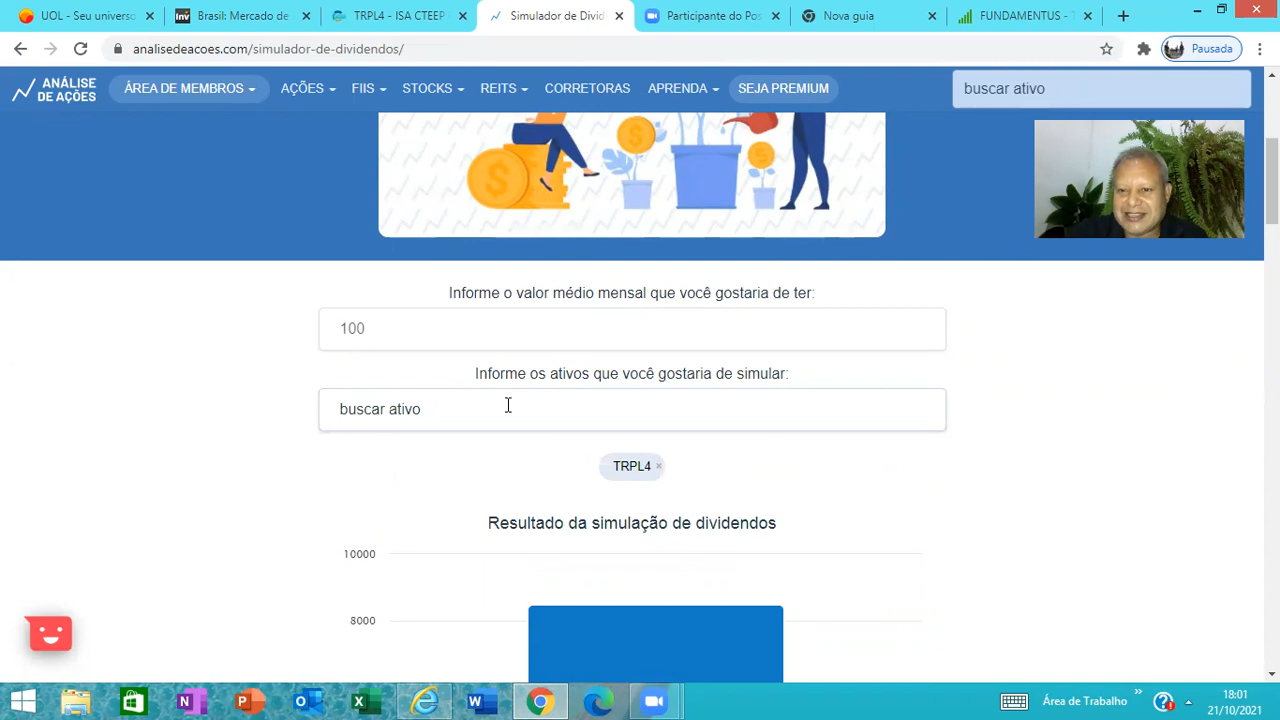 UOL - Seu universo
Brasil: Mercado de
TRPL4 - ISA CTEEP
Simulador de Divid
Participante do Pos
Nova guia
FUNDAMENTUS - T
analisedeacoes.com/simulador-de-dividendos/
Pausada
ANÁLISE
DE AÇÕES
ÁREA DE MEMBROS
AÇÕES
FIIS
STOCKS
REITS
CORRETORAS
APRENDA
SEJA PREMIUM
buscar ativo
Informe o valor médio mensal que você gostaria de ter:
100
Informe os ativos que você gostaria de simular:
buscar ativo
TRPL4 ×
Resultado da simulação de dividendos
10000
8000
Área de Trabalho
18:01
21/10/2021